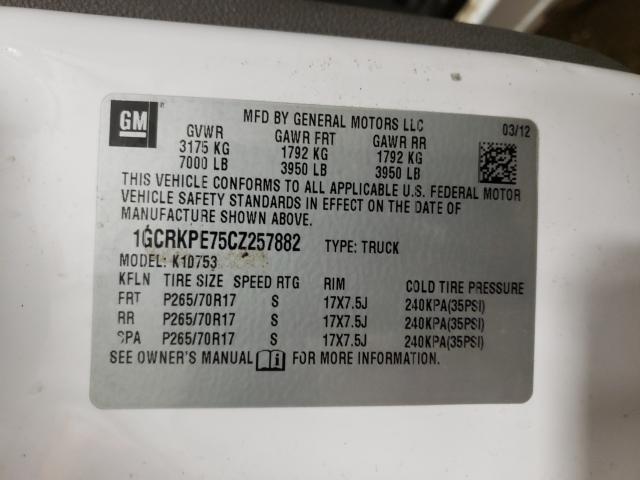 GM
MFD BY GENERAL MOTORS LLC 03/12
GVWR GAWR FRT GAWR RR
3175 KG 1792 KG 1792 KG
7000 LB 3950 LB 3950 LB
THIS VEHICLE CONFORMS TO ALL APPLICABLE U.S. FEDERAL MOTOR
VEHICLE SAFETY STANDARDS IN EFFECT ON THE DATE OF
MANUFACTURE SHOWN ABOVE.
1GCRKPE75CZ257882 TYPE: TRUCK
MODEL: K10753
KFLN TIRE SIZE SPEED RTG RIM COLD TIRE PRESSURE
FRT P265/70R17 S 17X7.5J 240KPA(35PSI)
RR P265/70R17 S 17X7.5J 240KPA(35PSI)
SPA P265/70R17 S 17X7.5J 240KPA(35PSI)
SEE OWNER'S MANUAL FOR MORE INFORMATION.